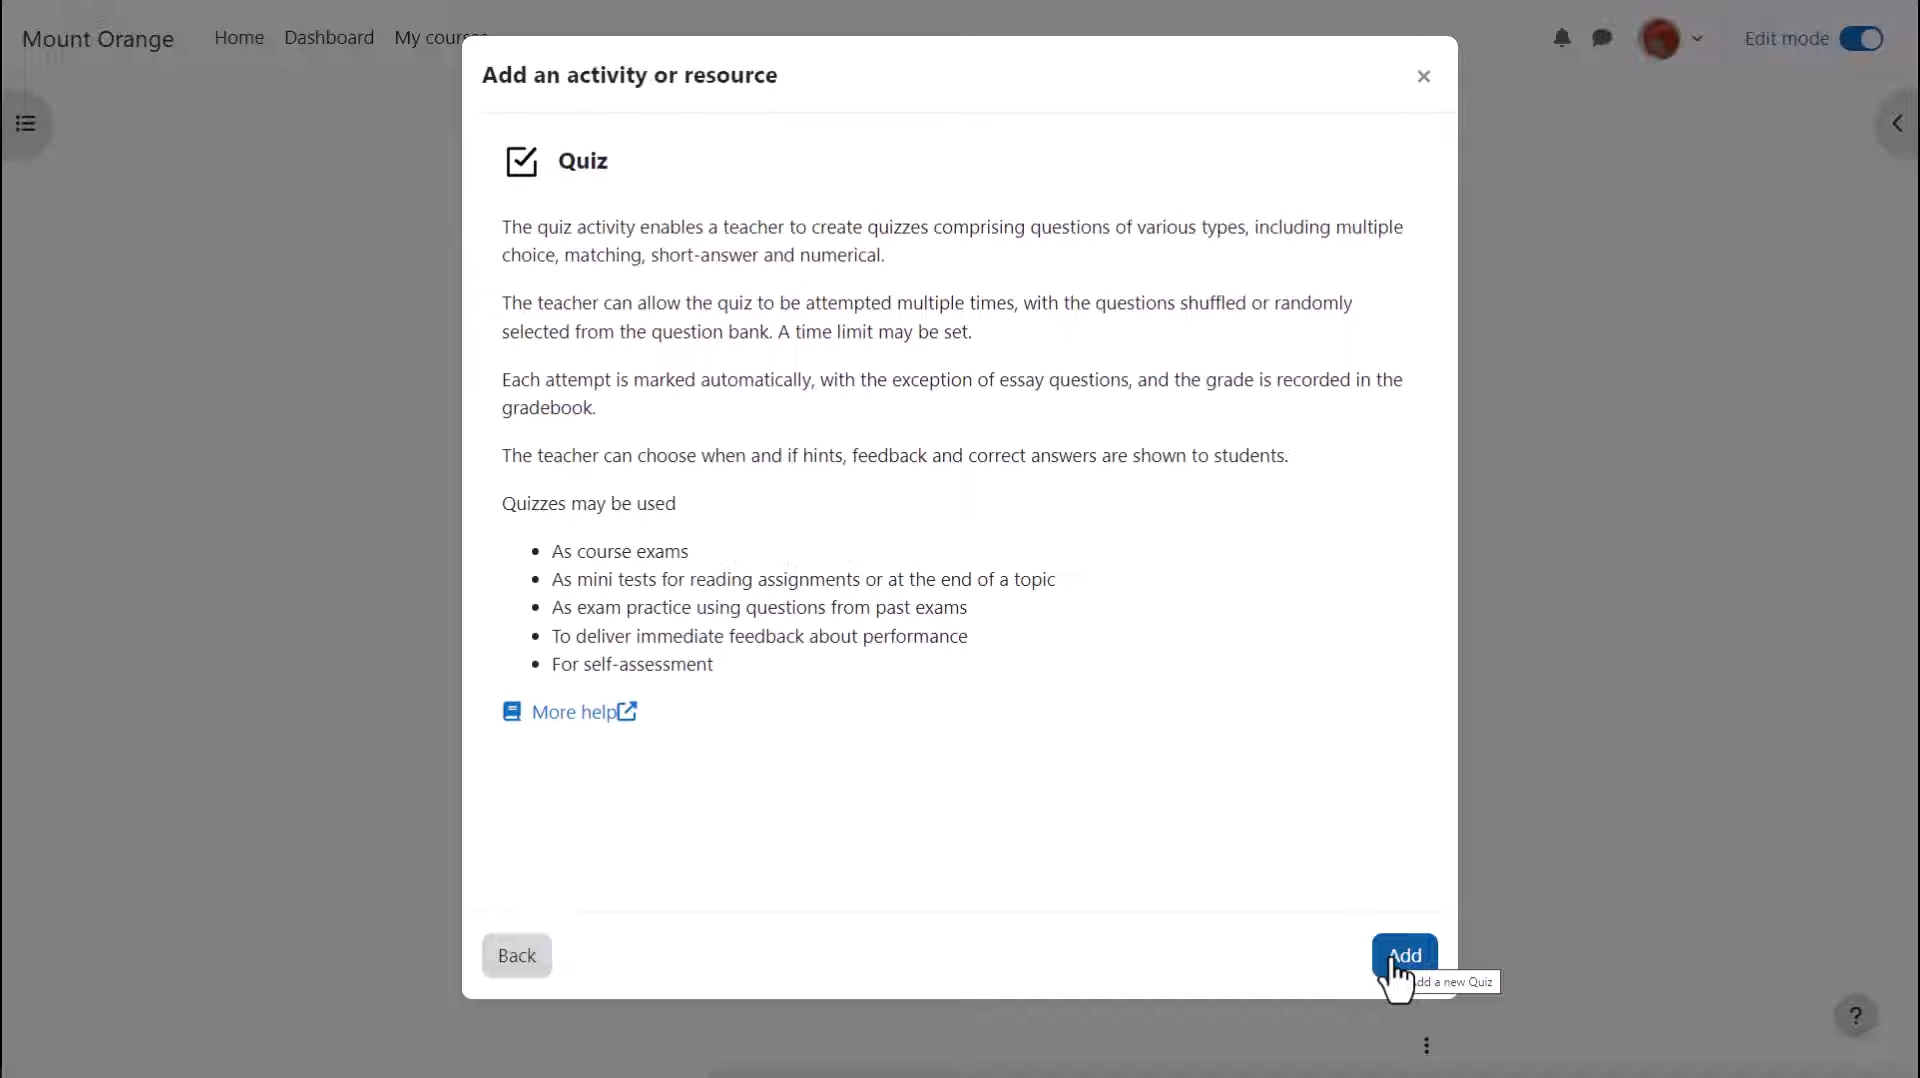 Mount Orange
Home
Dashboard
My
Edit mode
Add an activity or resource
Quiz
The quiz activity enables a teacher to create quizzes comprising questions of various types, including multiple
choice, matching, short-answer and numerical.
The teacher can allow the quiz to be attempted multiple times, with the questions shuffled or randomly
selected from the question bank. A time limit may be set.
Each attempt is marked automatically, with the exception of essay questions, and the grade is recorded in the
gradebook.
The teacher can choose when and if hints, feedback and correct answers are shown to students.
Quizzes may be used
As course exams
As mini tests for reading assignments or at the end of a topic
As exam practice using questions from past exams
To deliver immediate feedback about performance
For self-assessment
More help
Back
Add
a new Quiz
?